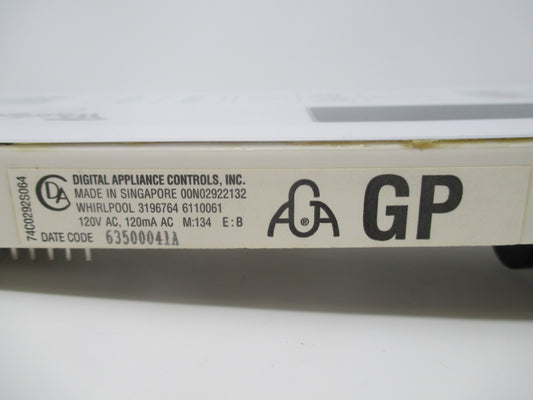 74C0292S064
CDA
DIGITAL APPLIANCE CONTROLS, INC.
MADE IN SINGAPORE 00N02922132
WHIRLPOOL 3196764 6110061
120V AC, 120mA AC M:134 E:B
DATE CODE 63500041A
AGA ®
GP